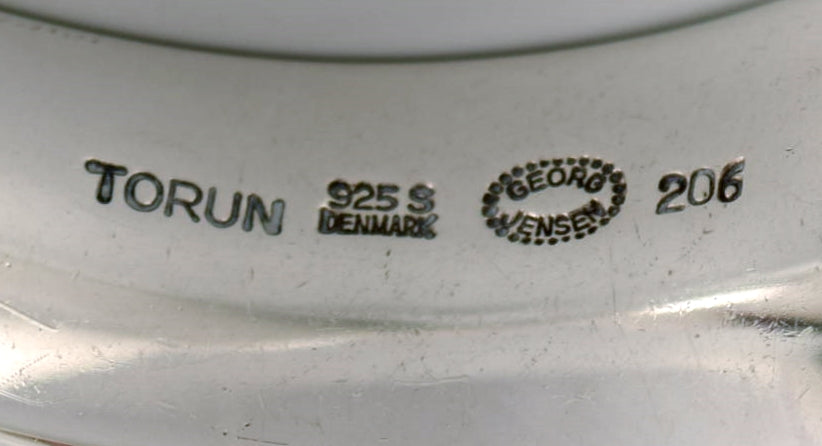 TORUN
925 S
DENMARK
GEORG
JENSEN
206